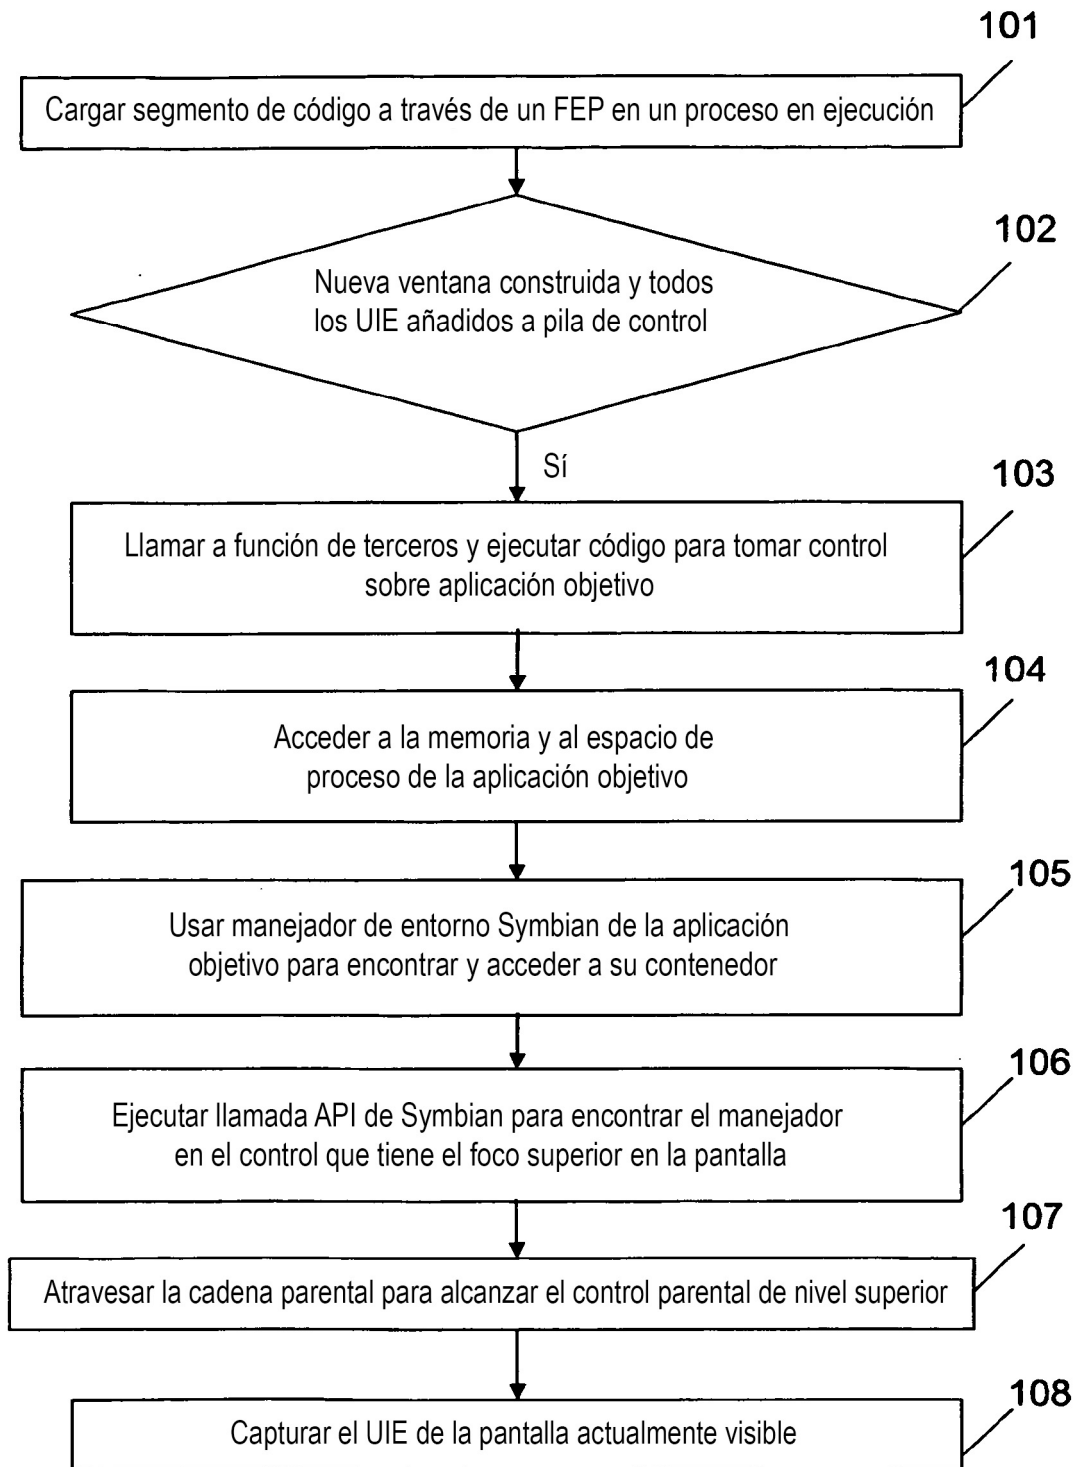 101
Cargar segmento de código a través de un FEP en un proceso en ejecución
102
Nueva ventana construida y todos
los UIE añadidos a pila de control
Sí
103
Llamar a función de terceros y ejecutar código para tomar control
sobre aplicación objetivo
104
Acceder a la memoria y al espacio de
proceso de la aplicación objetivo
105
Usar manejador de entorno Symbian de la aplicación
objetivo para encontrar y acceder a su contenedor
106
Ejecutar llamada API de Symbian para encontrar el manejador
en el control que tiene el foco superior en la pantalla
107
Atravesar la cadena parental para alcanzar el control parental de nivel superior
108
Capturar el UIE de la pantalla actualmente visible